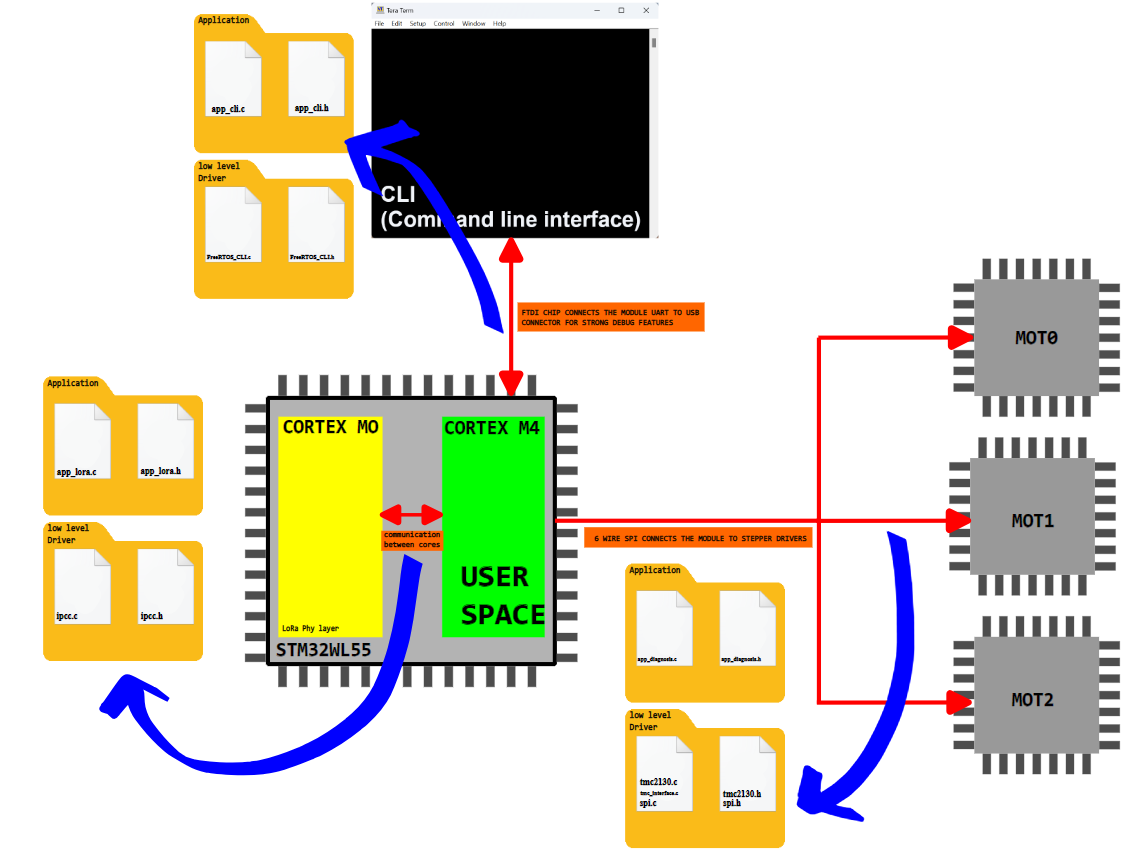 Application
app_cli.c
app_cli.h
low level
Driver
FreeRTOS_CLI.c
FreeRTOS_CLI.h
Tera Term
File Edit Setup Control Window Help
CLI
(Command line interface)
FTDI CHIP CONNECTS THE MODULE UART TO USB
CONNECTOR FOR STRONG DEBUG FEATURES
Application
app_lora.c
app_lora.h
low level
Driver
ipcc.c
ipcc.h
CORTEX MO
CORTEX M4
communication
between cores
USER
SPACE
LoRa Phy layer
STM32WL55
6 WIRE SPI CONNECTS THE MODULE TO STEPPER DRIVERS
MOT0
MOT1
MOT2
Application
app_diagnosis.c
app_diagnosis.h
low level
Driver
tmc2130.c
tmc_interface.c
spi.c
tmc2130.h
spi.h